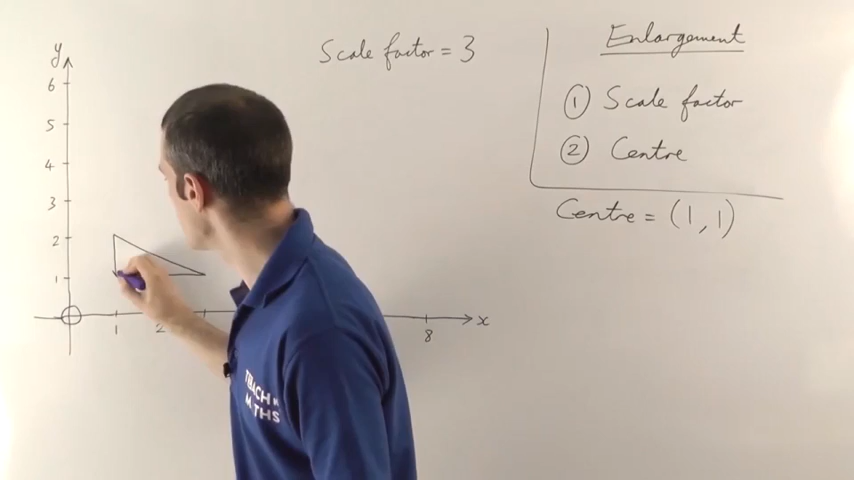 Scale factor = 3
Enlargement
① Scale factor
② Centre
Centre = (1,1)
y
6
5
4
3
2
1
1
2
8
x
MATHS